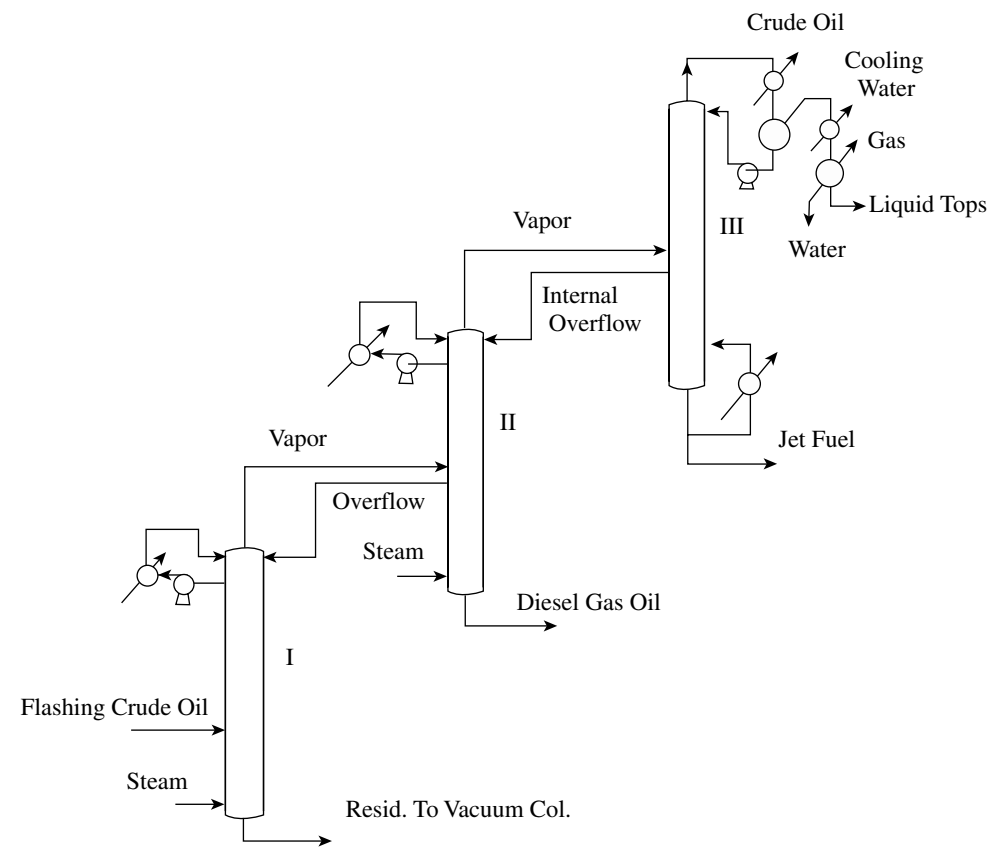 Crude Oil
Cooling
Water
Gas
Liquid Tops
Water
III
Vapor
Internal
Overflow
II
Jet Fuel
Vapor
Overflow
Steam
Diesel Gas Oil
I
Flashing Crude Oil
Steam
Resid. To Vacuum Col.